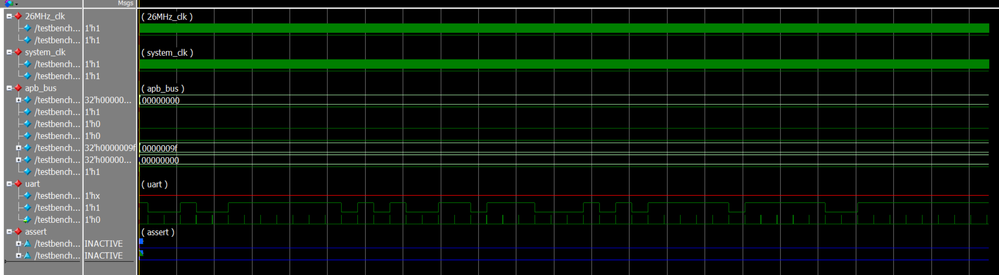 Msgs
26MHz_clk ( 26MHz_clk )
/testbench... 1'h1
/testbench... 1'h1
system_clk ( system_clk )
/testbench... 1'h1
/testbench... 1'h1
apb_bus ( apb_bus )
/testbench... 32'h00000... 00000000
/testbench... 1'h1
/testbench... 1'h0
/testbench... 1'h0
/testbench... 32'h0000009f 0000009f
/testbench... 32'h00000... 00000000
/testbench... 1'h1
uart ( uart )
/testbench... 1'hx
/testbench... 1'h1
/testbench... 1'h0
assert ( assert )
/testbench... INACTIVE
/testbench... INACTIVE